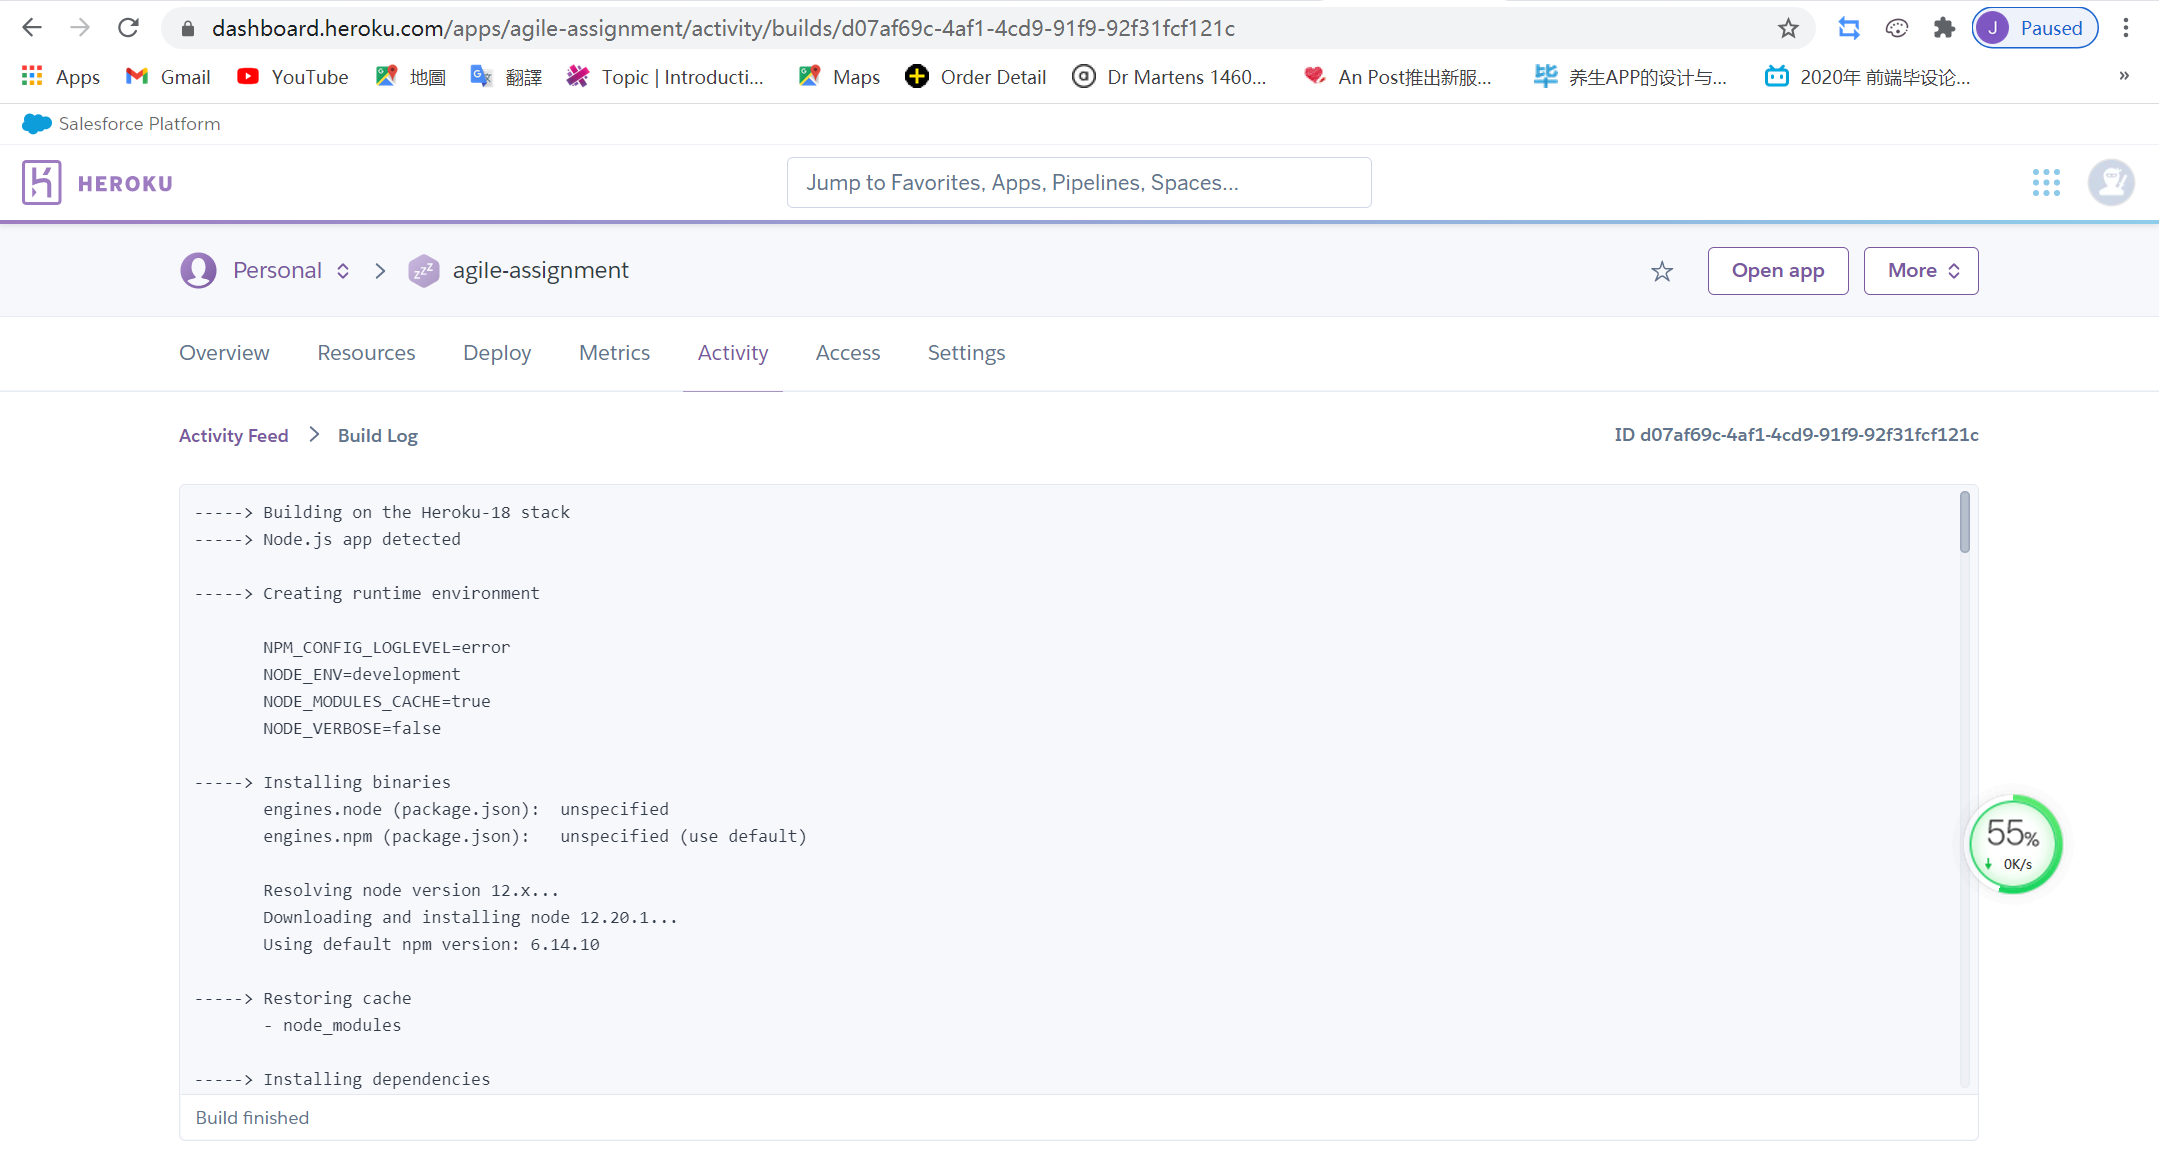 dashboard.heroku.com/apps/agile-assignment/activity/builds/d07af69c-4af1-4cd9-91f9-92f31fcf121c
J Paused
Apps Gmail YouTube 地圖 翻譯 Topic | Introducti... Maps Order Detail Dr Martens 1460... An Post推出新服... 养生APP的设计与... 2020年 前端毕设论... »
Salesforce Platform
HEROKU
Jump to Favorites, Apps, Pipelines, Spaces...
Personal > zzz agile-assignment
Open app More
Overview Resources Deploy Metrics Activity Access Settings
Activity Feed > Build Log ID d07af69c-4af1-4cd9-91f9-92f31fcf121c
-----> Building on the Heroku-18 stack
-----> Node.js app detected
-----> Creating runtime environment
NPM_CONFIG_LOGLEVEL=error
NODE_ENV=development
NODE_MODULES_CACHE=true
NODE_VERBOSE=false
-----> Installing binaries
engines.node (package.json):  unspecified
engines.npm (package.json):   unspecified (use default)
Resolving node version 12.x...
Downloading and installing node 12.20.1...
Using default npm version: 6.14.10
-----> Restoring cache
- node_modules
-----> Installing dependencies
Build finished
55%
0K/s